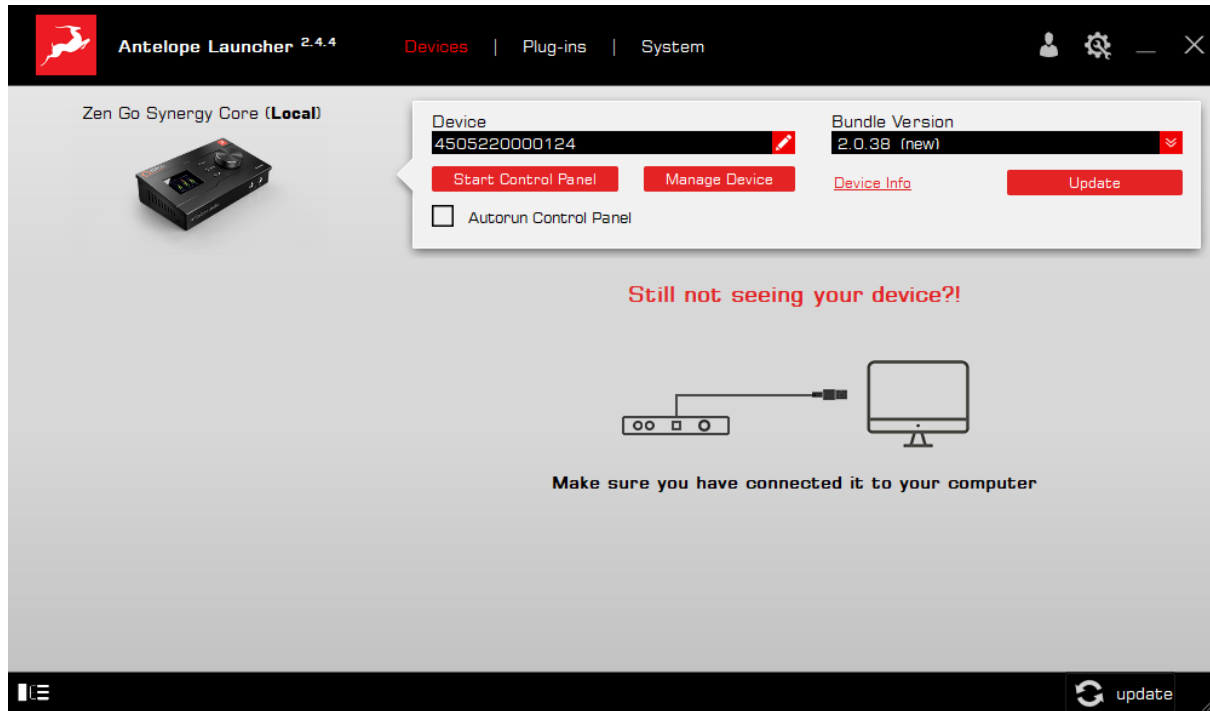 Antelope Launcher 2.4.4
Devices | Plug-ins | System
Zen Go Synergy Core (Local)
Device
4505220000124
Bundle Version
2.0.38 (new)
Start Control Panel
Manage Device
Device Info
Update
Autorun Control Panel
Still not seeing your device?!
Make sure you have connected it to your computer
update